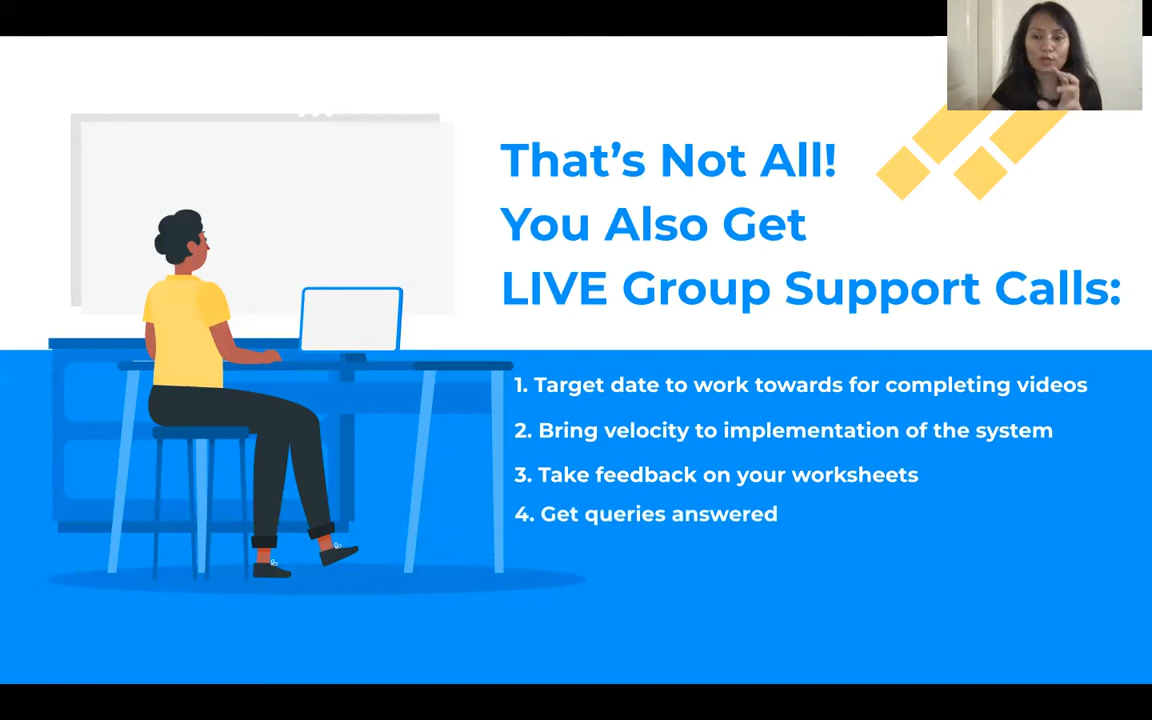 That’s Not All!
You Also Get
LIVE Group Support Calls:
1. Target date to work towards for completing videos
2. Bring velocity to implementation of the system
3. Take feedback on your worksheets
4. Get queries answered